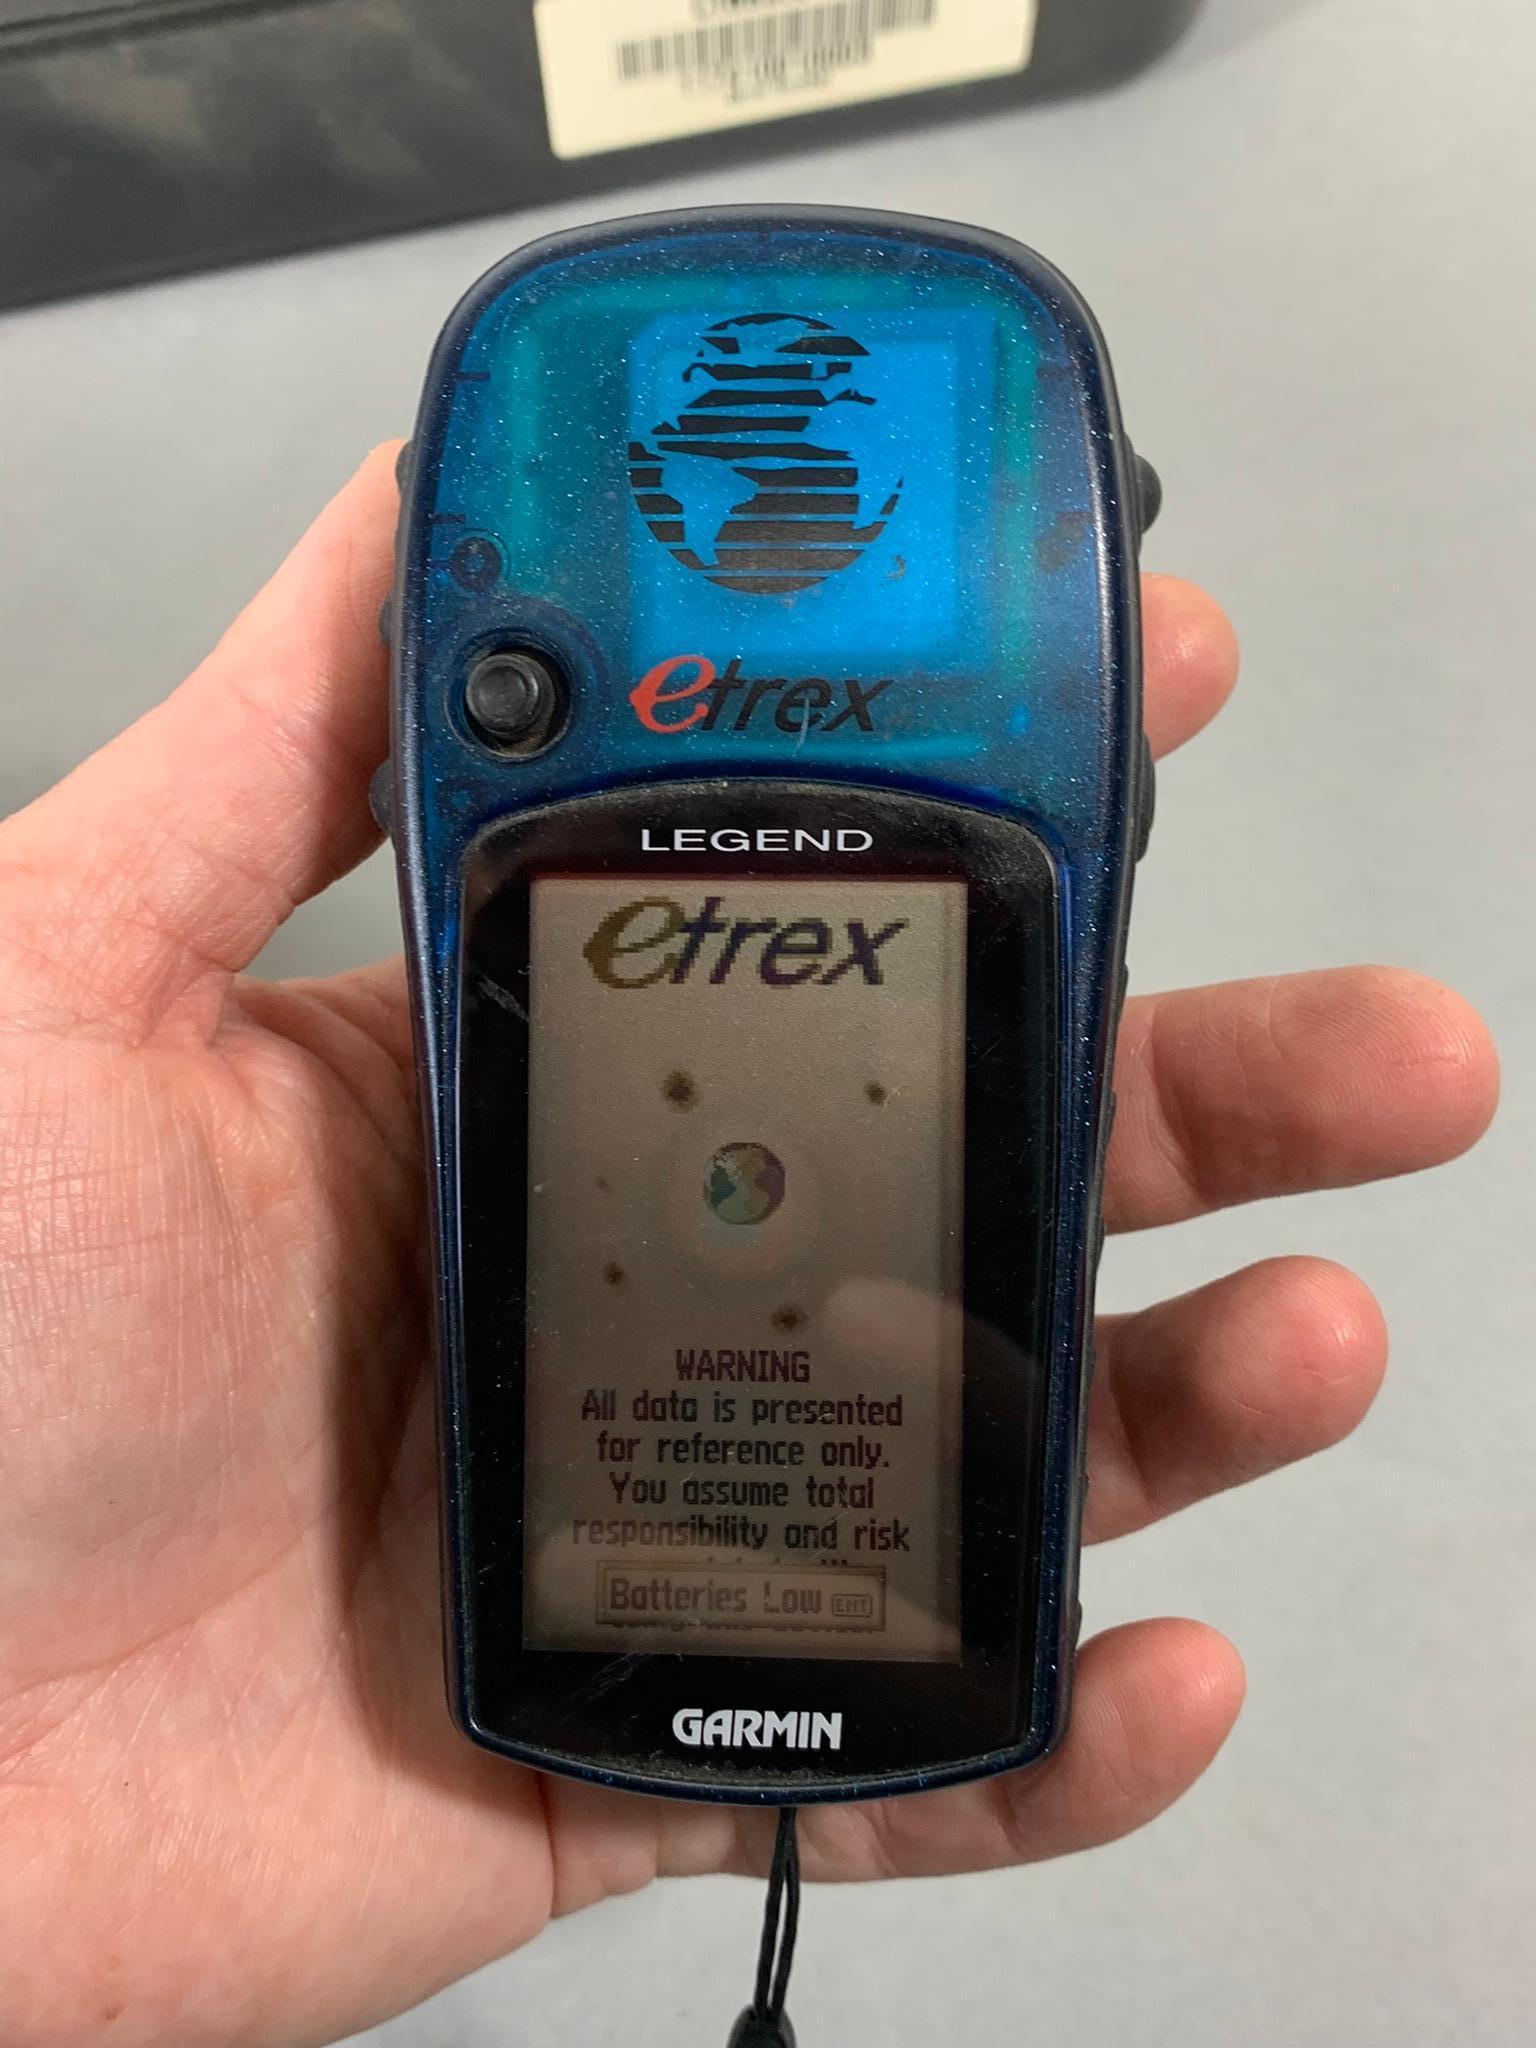 etrex
LEGEND
etrex
WARNING
All data is presented
for reference only.
You assume total
responsibility and risk
Batteries Low ENT
GARMIN